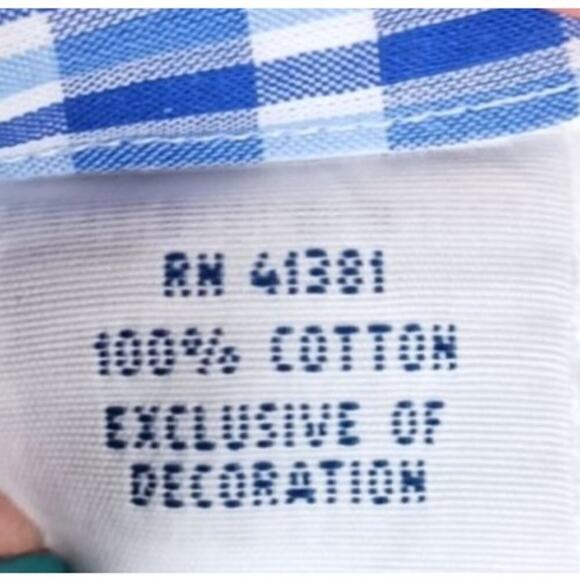 RN 41381
100% COTTON
EXCLUSIVE OF
DECORATION